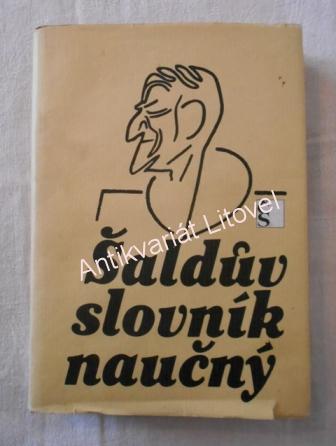 Š
Šaldův
slovník
naučný
Antikvariát Litovel